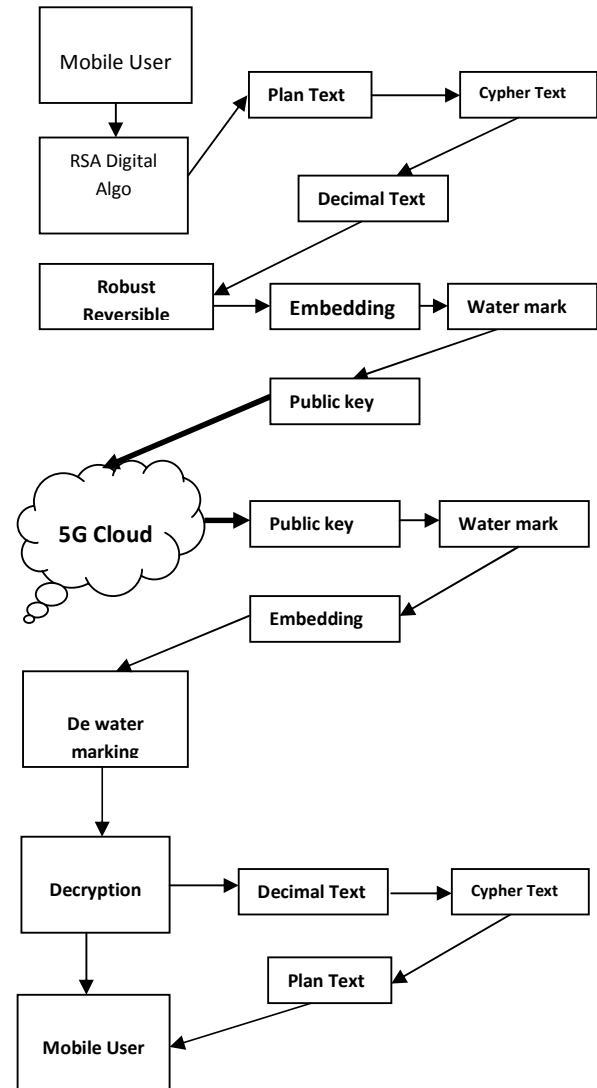 Mobile User
Plan Text
Cypher Text
RSA Digital
Algo
Decimal Text
Robust
Reversible
Embedding
Water mark
Public key
5G Cloud
Public key
Water mark
Embedding
De water
marking
Decryption
Decimal Text
Cypher Text
Plan Text
Mobile User